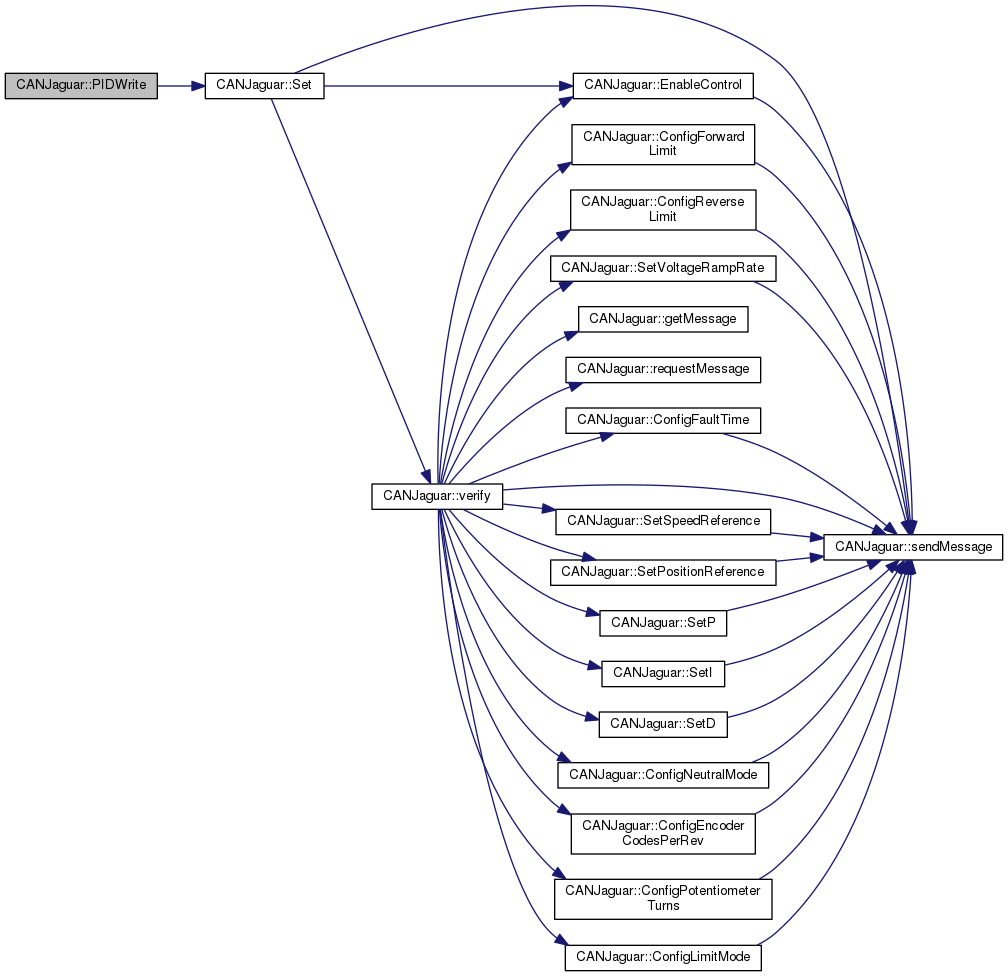 CANJaguar::PIDWrite
CANJaguar::Set
CANJaguar::EnableControl
CANJaguar::ConfigForward
Limit
CANJaguar::ConfigReverse
Limit
CANJaguar::SetVoltageRampRate
CANJaguar::getMessage
CANJaguar::requestMessage
CANJaguar::ConfigFaultTime
CANJaguar::verify
CANJaguar::SetSpeedReference
CANJaguar::sendMessage
CANJaguar::SetPositionReference
CANJaguar::SetP
CANJaguar::SetI
CANJaguar::SetD
CANJaguar::ConfigNeutralMode
CANJaguar::ConfigEncoder
CodesPerRev
CANJaguar::ConfigPotentiometer
Turns
CANJaguar::ConfigLimitMode